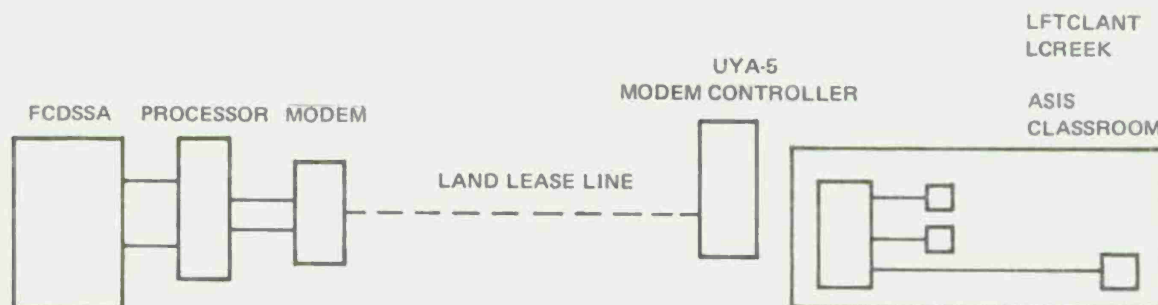 LFTCLANT
LCREEK
UYA-5
MODEM CONTROLLER
FCDSSA PROCESSOR MODEM
ASIS
CLASSROOM
LAND LEASE LINE